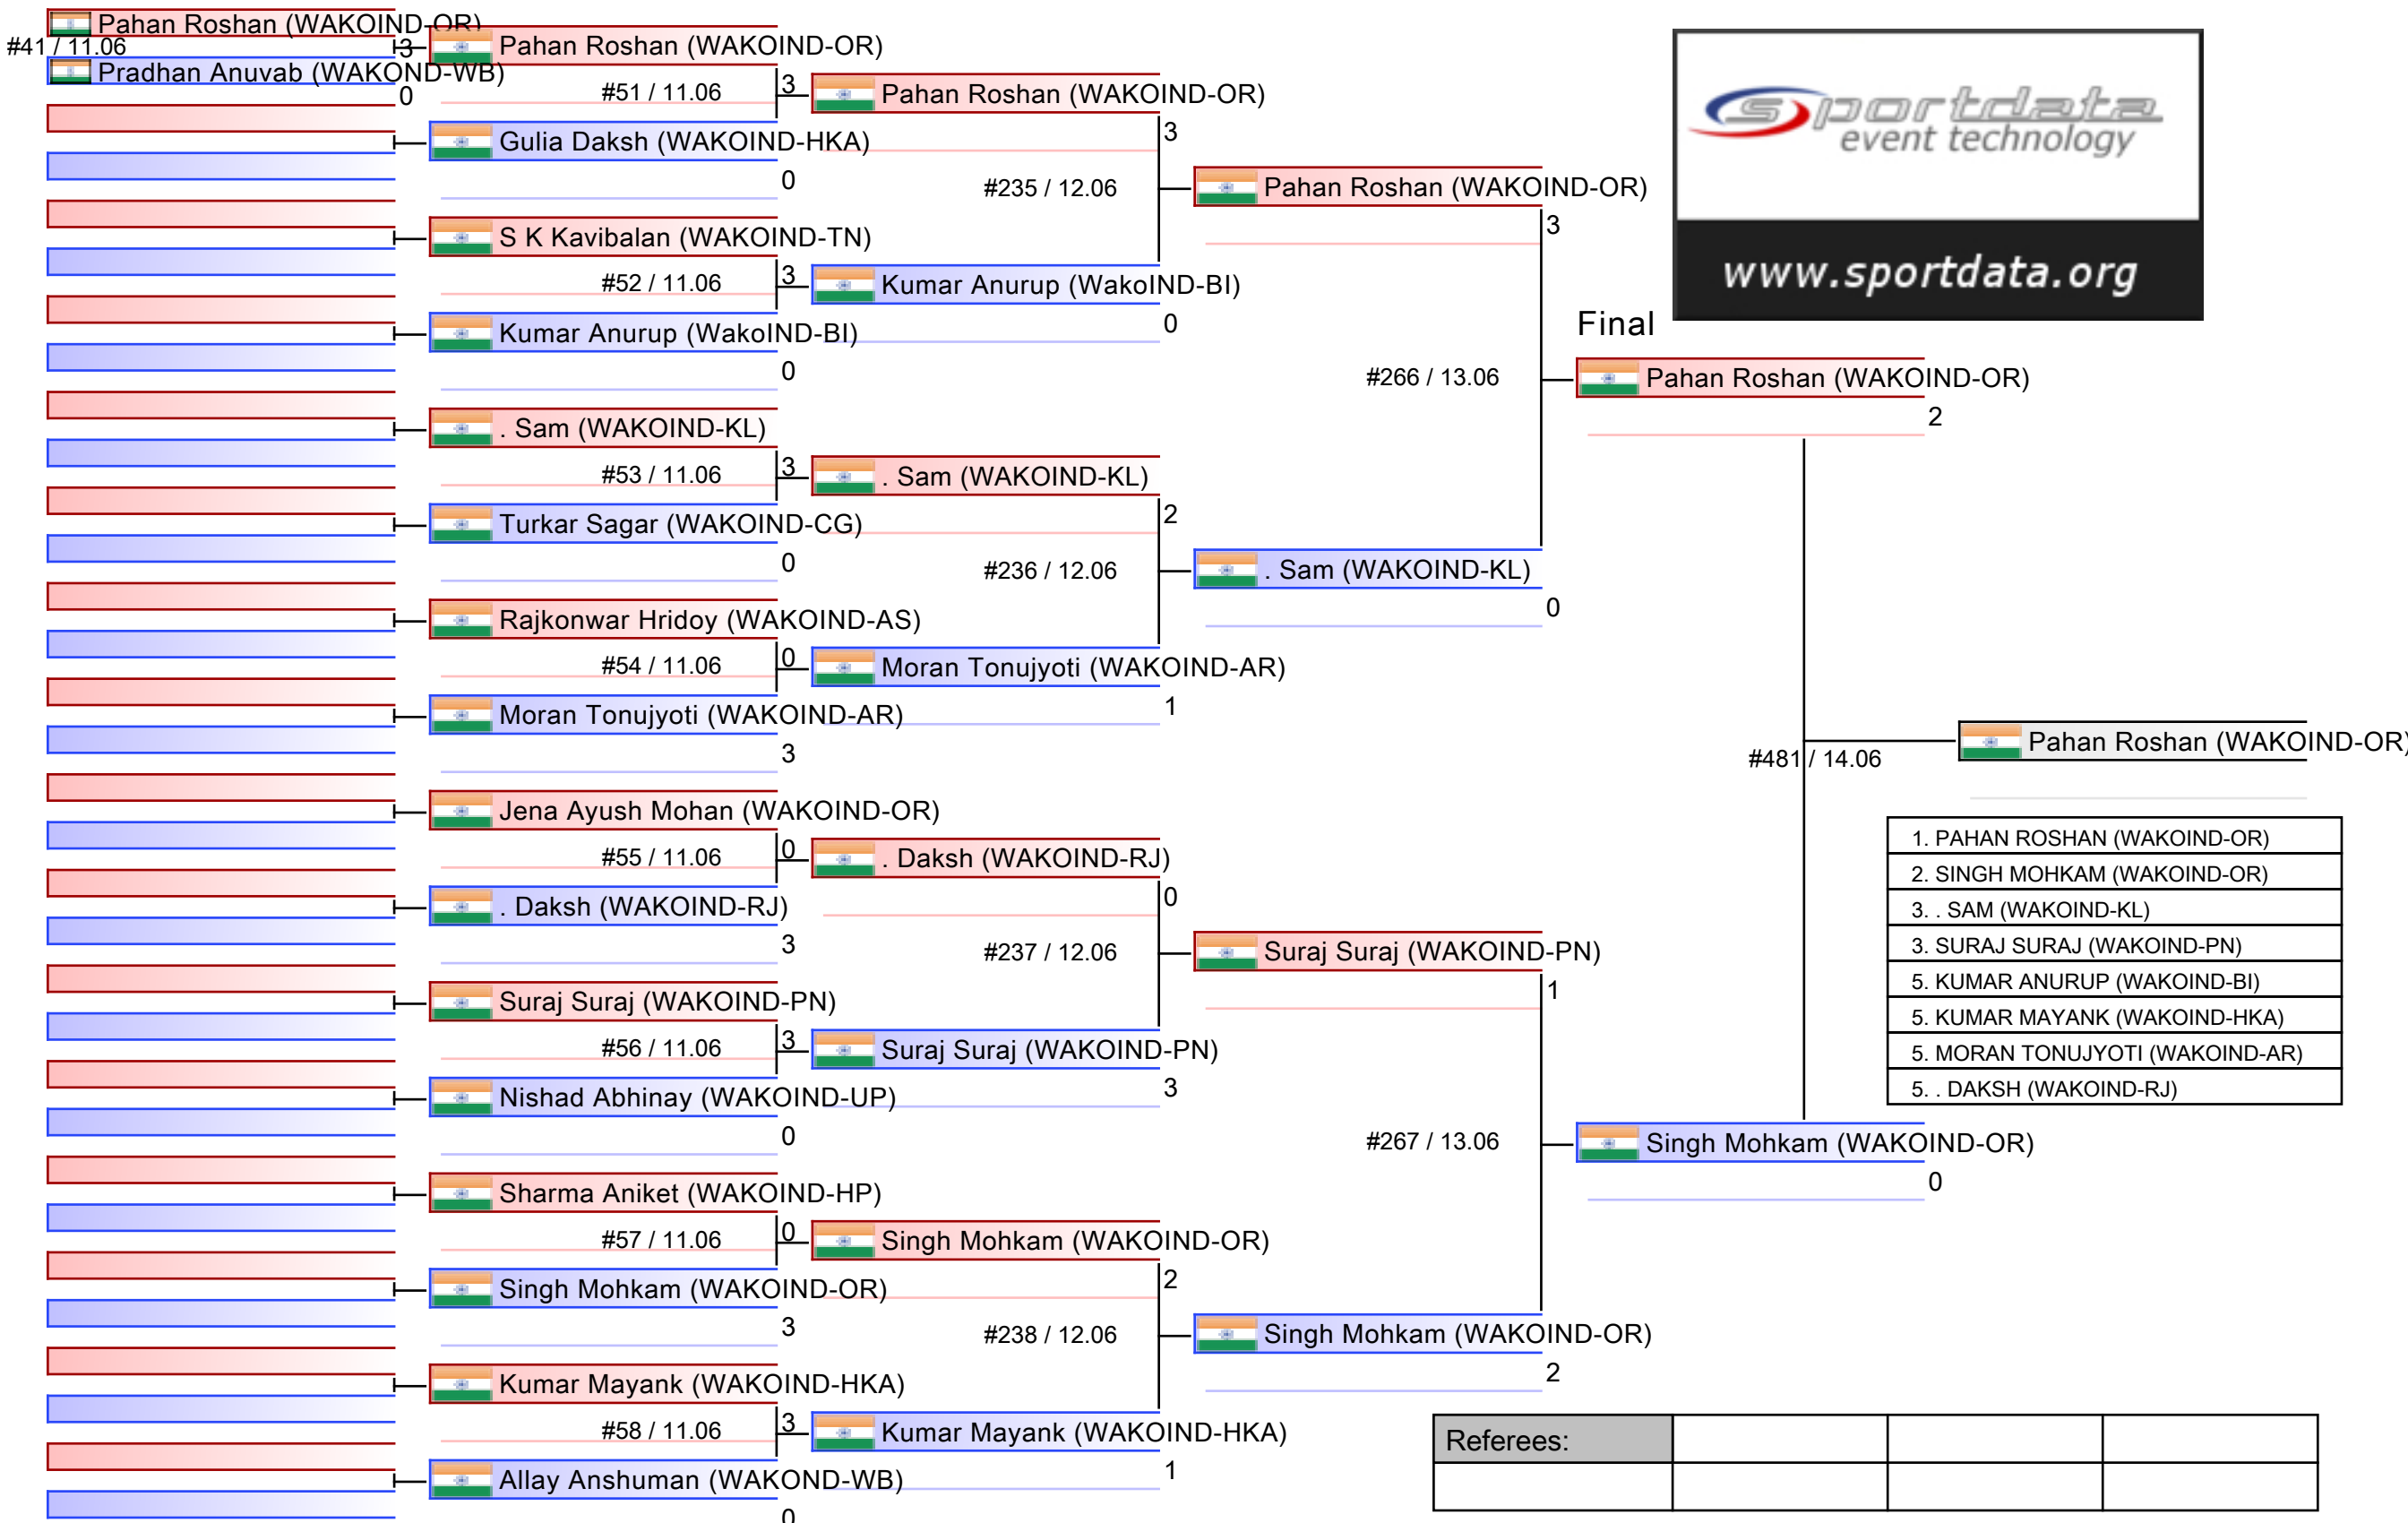 Pahan Roshan (WAKOIND-OR)
#41 / 11.06
3
Pradhan Anuvab (WAKOND-WB)
0
Pahan Roshan (WAKOIND-OR)
#51 / 11.06
3
Gulia Daksh (WAKOIND-HKA)
0
S K Kavibalan (WAKOIND-TN)
#52 / 11.06
3
Kumar Anurup (WakoIND-BI)
0
. Sam (WAKOIND-KL)
#53 / 11.06
3
Turkar Sagar (WAKOIND-CG)
0
Rajkonwar Hridoy (WAKOIND-AS)
#54 / 11.06
0
Moran Tonujyoti (WAKOIND-AR)
3
Jena Ayush Mohan (WAKOIND-OR)
#55 / 11.06
0
. Daksh (WAKOIND-RJ)
3
Suraj Suraj (WAKOIND-PN)
#56 / 11.06
3
Nishad Abhinay (WAKOIND-UP)
0
Sharma Aniket (WAKOIND-HP)
#57 / 11.06
0
Singh Mohkam (WAKOIND-OR)
3
Kumar Mayank (WAKOIND-HKA)
#58 / 11.06
3
Allay Anshuman (WAKOND-WB)
0
Pahan Roshan (WAKOIND-OR)
3
#235 / 12.06
Kumar Anurup (WakoIND-BI)
0
. Sam (WAKOIND-KL)
2
#236 / 12.06
Moran Tonujyoti (WAKOIND-AR)
1
. Daksh (WAKOIND-RJ)
0
#237 / 12.06
Suraj Suraj (WAKOIND-PN)
3
Singh Mohkam (WAKOIND-OR)
2
#238 / 12.06
Kumar Mayank (WAKOIND-HKA)
1
Pahan Roshan (WAKOIND-OR)
3
#266 / 13.06
. Sam (WAKOIND-KL)
0
Suraj Suraj (WAKOIND-PN)
1
#267 / 13.06
Singh Mohkam (WAKOIND-OR)
2
sportdata
event technology
www.sportdata.org
Final
Pahan Roshan (WAKOIND-OR)
2
#481 / 14.06
Singh Mohkam (WAKOIND-OR)
0
Pahan Roshan (WAKOIND-OR)
1. PAHAN ROSHAN (WAKOIND-OR)
2. SINGH MOHKAM (WAKOIND-OR)
3. . SAM (WAKOIND-KL)
3. SURAJ SURAJ (WAKOIND-PN)
5. KUMAR ANURUP (WAKOIND-BI)
5. KUMAR MAYANK (WAKOIND-HKA)
5. MORAN TONUJYOTI (WAKOIND-AR)
5. . DAKSH (WAKOIND-RJ)
Referees: